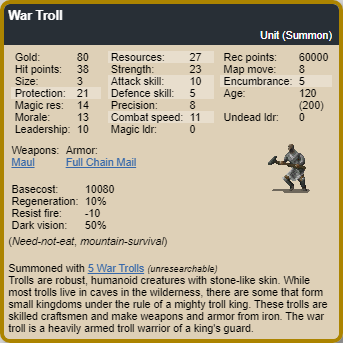 War Troll
Unit (Summon)
Gold: 80 Resources: 27 Rec points: 60000
Hit points: 38 Strength: 23 Map move: 8
Size: 3 Attack skill: 10 Encumbrance: 5
Protection: 21 Defence skill: 5 Age: 120
Magic res: 14 Precision: 8 (200)
Morale: 13 Combat speed: 11 Undead ldr: 0
Leadership: 10 Magic ldr: 0
Weapons: Armor:
Maul Full Chain Mail
Basecost: 10080
Regeneration: 10%
Resist fire: -10
Dark vision: 50%
(Need-not-eat, mountain-survival)
Summoned with 5 War Trolls (unresearchable)
Trolls are robust, humanoid creatures with stone-like skin. While
most trolls live in caves in the wilderness, there are some that form
small kingdoms under the rule of a mighty troll king. These trolls are
skilled craftsmen and make weapons and armor from iron. The war
troll is a heavily armed troll warrior of a king's guard.